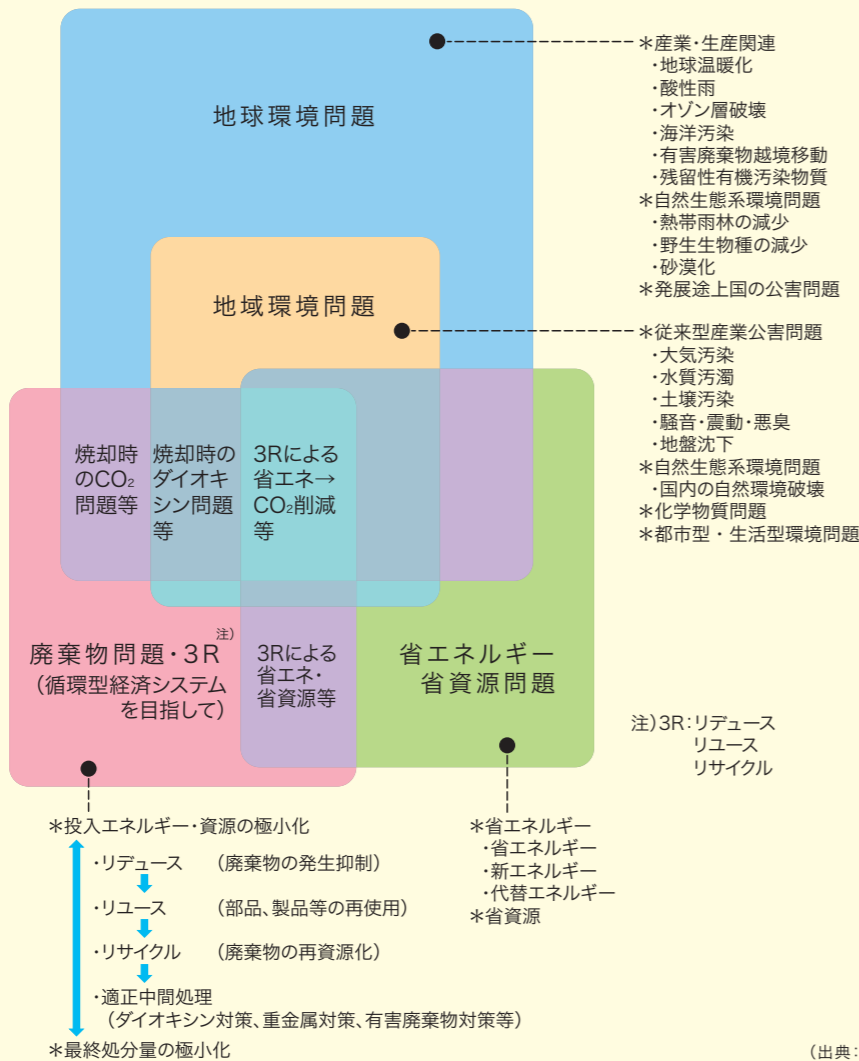 地球環境問題
＊産業・生産関連
・地球温暖化
・酸性雨
・オゾン層破壊
・海洋汚染
・有害廃棄物越境移動
・残留性有機汚染物質
＊自然生態系環境問題
・熱帯雨林の減少
・野生生物種の減少
・砂漠化
＊発展途上国の公害問題
地域環境問題
＊従来型産業公害問題
・大気汚染
・水質汚濁
・土壌汚染
・騒音・震動・悪臭
・地盤沈下
＊自然生態系環境問題
・国内の自然環境破壊
＊化学物質問題
＊都市型・生活型環境問題
焼却時
のCO₂
問題等
焼却時の
ダイオキ
シン問題
等
3Rによる
省エネ→
CO₂削減
等
廃棄物問題・3R注）
（循環型経済システム
を目指して）
3Rによる
省エネ・
省資源等
省エネルギー
省資源問題
注）3R：リデュース
リユース
リサイクル
＊投入エネルギー・資源の極小化
・リデュース （廃棄物の発生抑制）
・リユース （部品、製品等の再使用）
・リサイクル （廃棄物の再資源化）
・適正中間処理
（ダイオキシン対策、重金属対策、有害廃棄物対策等）
＊最終処分量の極小化
＊省エネルギー
・省エネルギー
・新エネルギー
・代替エネルギー
＊省資源
（出典：